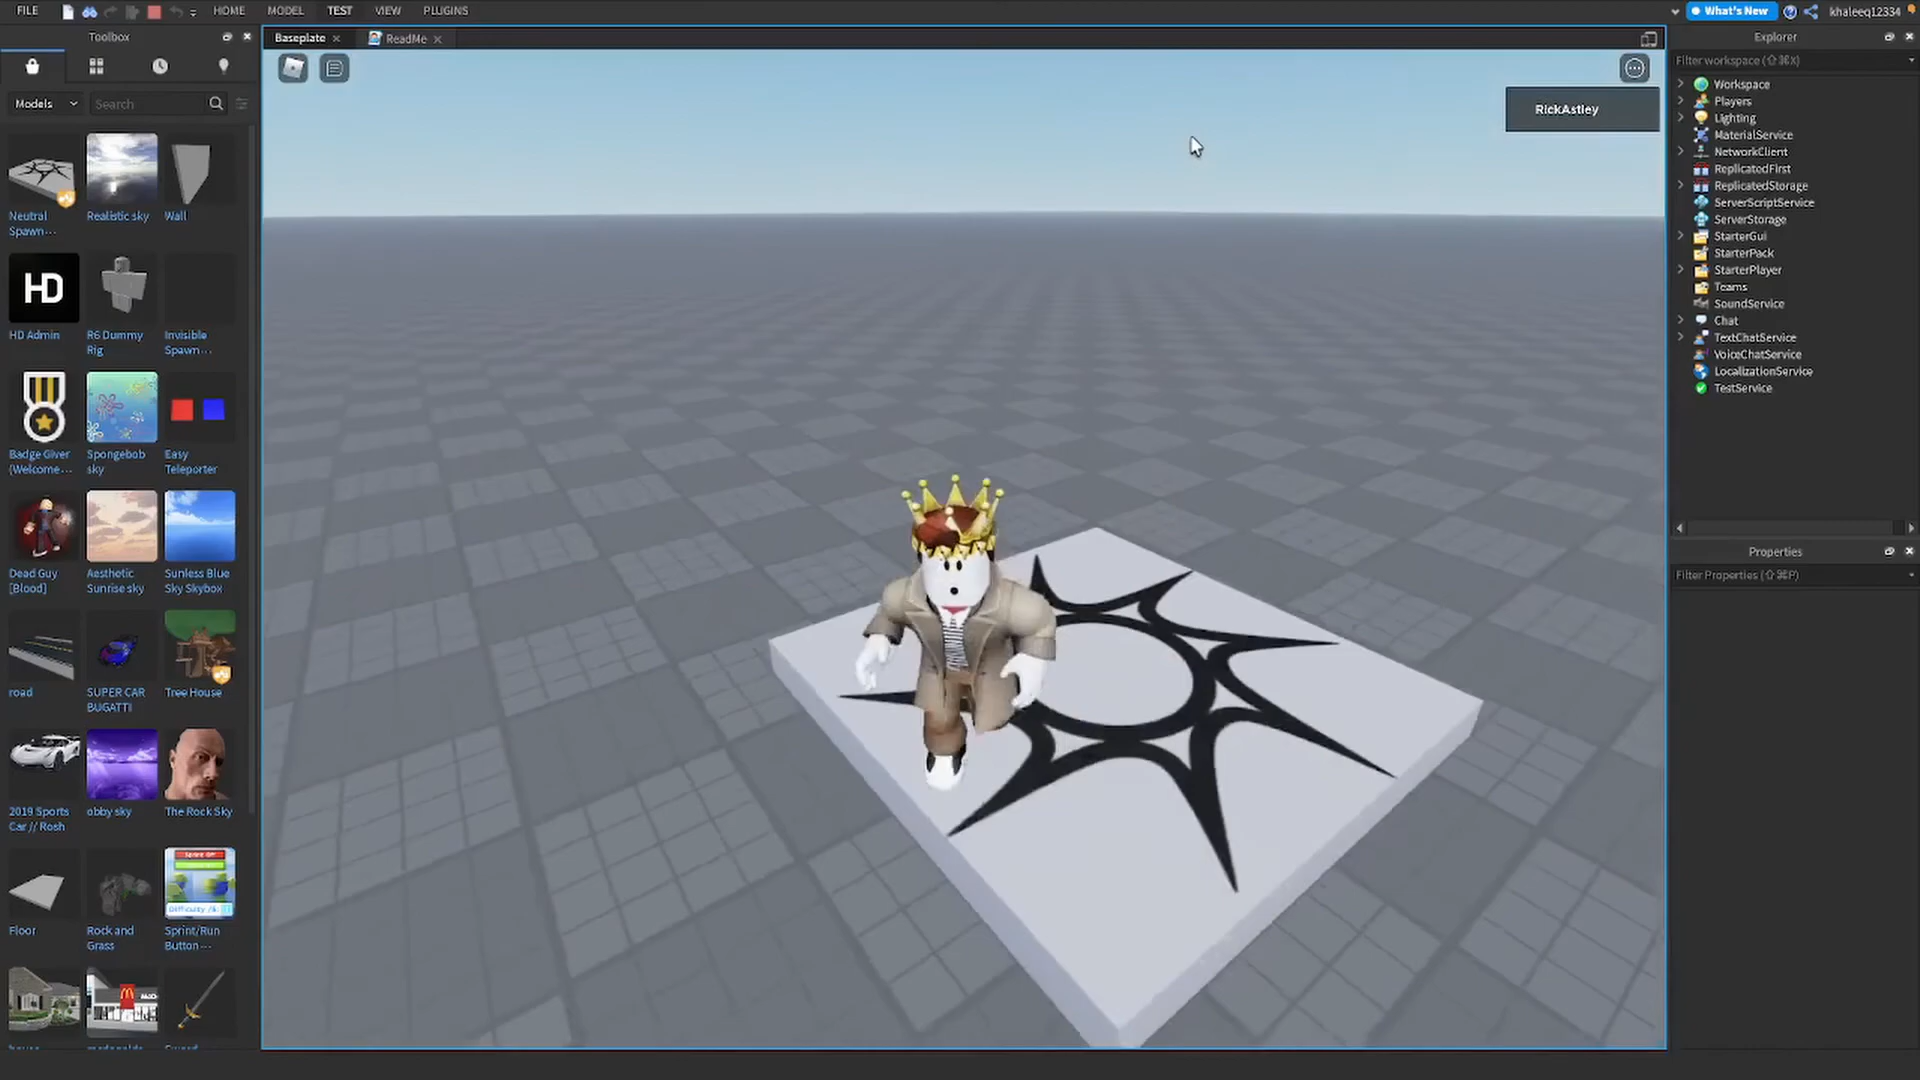 FILE HOME MODEL TEST VIEW PLUGINS What's New khaleeq12334
Toolbox
Baseplate ReadMe
Explorer
Filter workspace (⇧⌘X)
Models Search
RickAstley
Workspace
Players
Lighting
MaterialService
NetworkClient
ReplicatedFirst
ReplicatedStorage
ServerScriptService
ServerStorage
StarterGui
StarterPack
StarterPlayer
Teams
SoundService
Chat
TextChatService
VoiceChatService
LocalizationService
TestService
Properties
Filter Properties (⇧⌘P)
Neutral
Spawn...
Realistic sky
Wall
HD
HD Admin
R6 Dummy
Rig
Invisible
Spawn...
Badge Giver
(Welcome...
Spongebob
sky
Easy
Teleporter
Dead Guy
[Blood]
Aesthetic
Sunrise sky
Sunless Blue
Sky Skybox
road
SUPER CAR
BUGATTI
Tree House
2019 Sports
Car // Rosh
obby sky
The Rock Sky
Floor
Rock and
Grass
Sprint/Run
Button ...